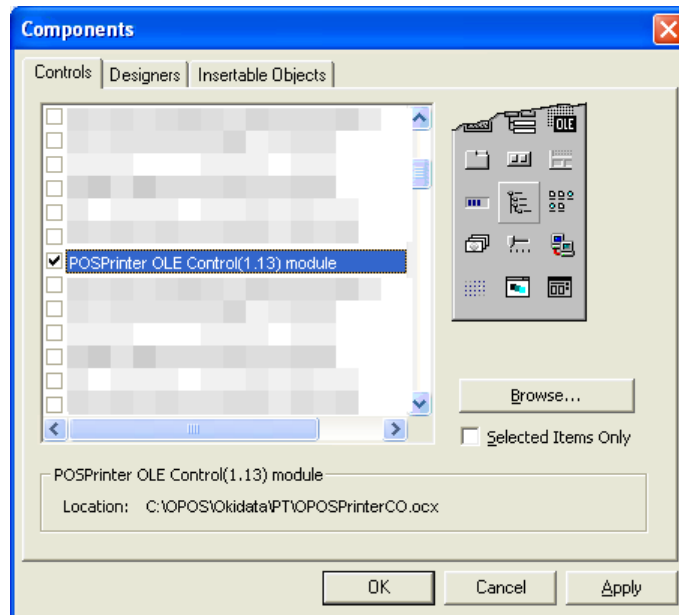 Components
Controls Designers Insertable Objects
OLE
POSPrinter OLE Control(1.13) module
Browse...
Selected Items Only
POSPrinter OLE Control(1.13) module
Location: C:\OPOS\Okidata\PT\OPOSPrinterCO.ocx
OK Cancel Apply